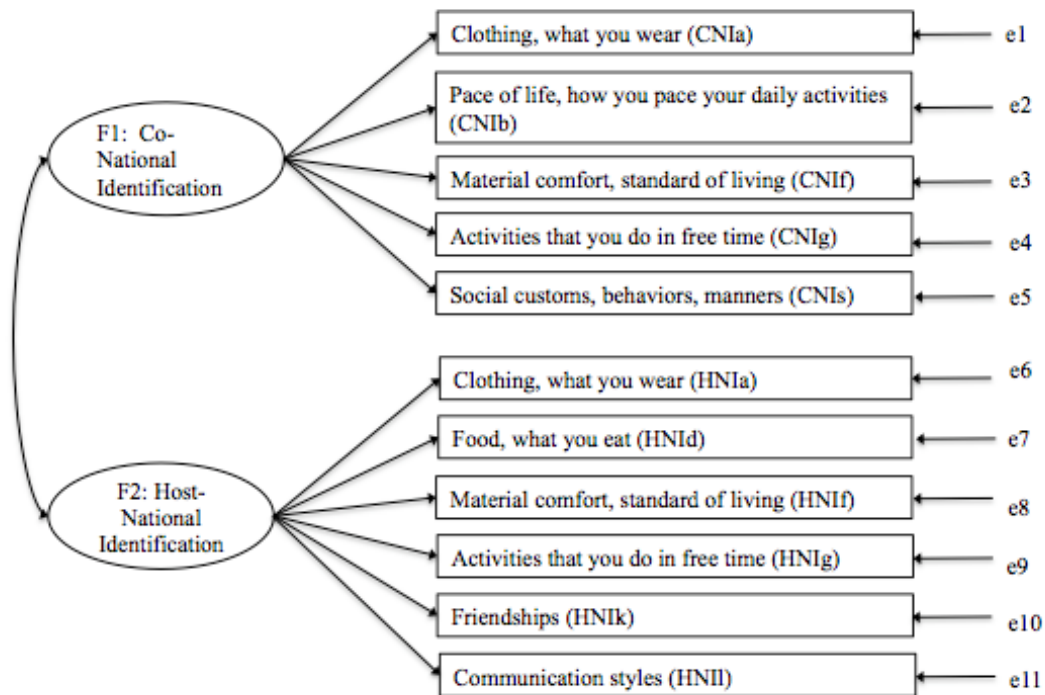 Clothing, what you wear (CNIa)
e1
Pace of life, how you pace your daily activities
(CNIb)
e2
F1: Co-
National
Identification
Material comfort, standard of living (CNIf)
e3
Activities that you do in free time (CNIg)
e4
Social customs, behaviors, manners (CNIs)
e5
Clothing, what you wear (HNIa)
e6
Food, what you eat (HNId)
e7
F2: Host-
National
Identification
Material comfort, standard of living (HNIf)
e8
Activities that you do in free time (HNIg)
e9
Friendships (HNIk)
e10
Communication styles (HNIl)
e11